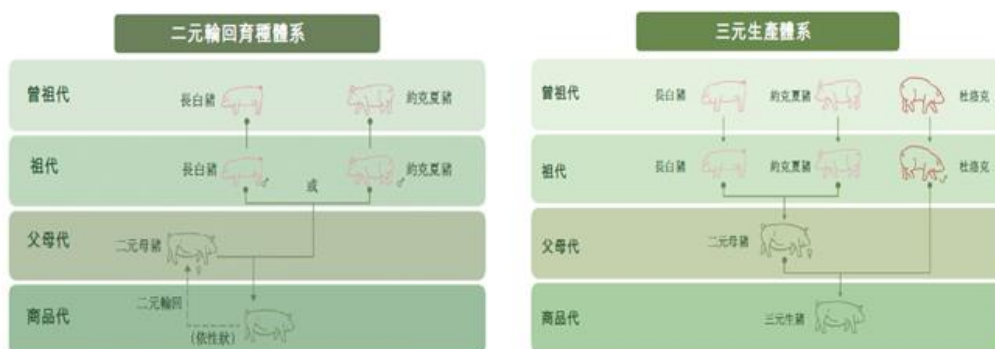 二元輪回育種體系
曾祖代
長白豬
約克夏豬
祖代
長白豬
♂
或
♂
約克夏豬
父母代
二元母豬
♀
商品代
二元輪回
(依性狀)
三元生產體系
曾祖代
長白豬
約克夏豬
杜洛克
祖代
長白豬
約克夏豬
♂
杜洛克
父母代
二元母豬
♀
商品代
三元生豬